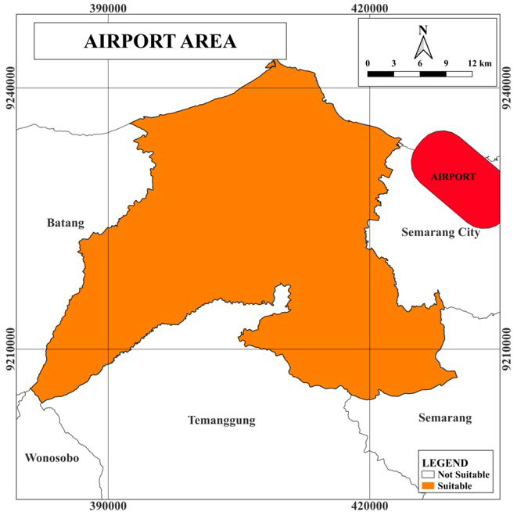 390000
420000
AIRPORT AREA
N
0 3 6 9 12 km
9240000
9240000
AIRPORT
Batang
Semarang City
9210000
9210000
Temanggung
Semarang
Wonosobo
LEGEND
Not Suitable
Suitable
390000
420000